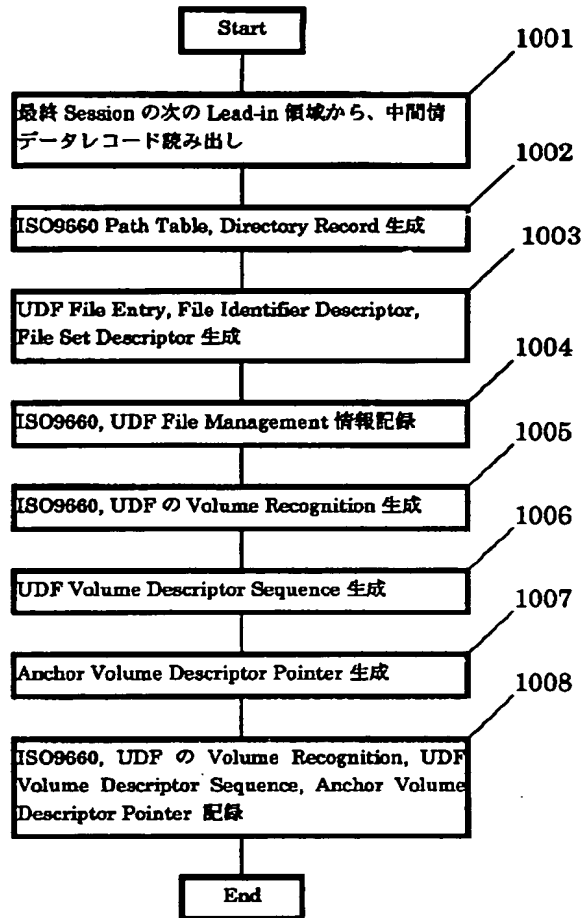 Start
1001
最終 Session の次の Lead-in 領域から、中間情
データレコード読み出し
1002
ISO9660 Path Table, Directory Record 生成
1003
UDF File Entry, File Identifier Descriptor,
File Set Descriptor 生成
1004
ISO9660, UDF File Management 情報記録
1005
ISO9660, UDF の Volume Recognition 生成
1006
UDF Volume Descriptor Sequence 生成
1007
Anchor Volume Descriptor Pointer 生成
1008
ISO9660, UDF の Volume Recognition, UDF
Volume Descriptor Sequence, Anchor Volume
Descriptor Pointer 記録
End